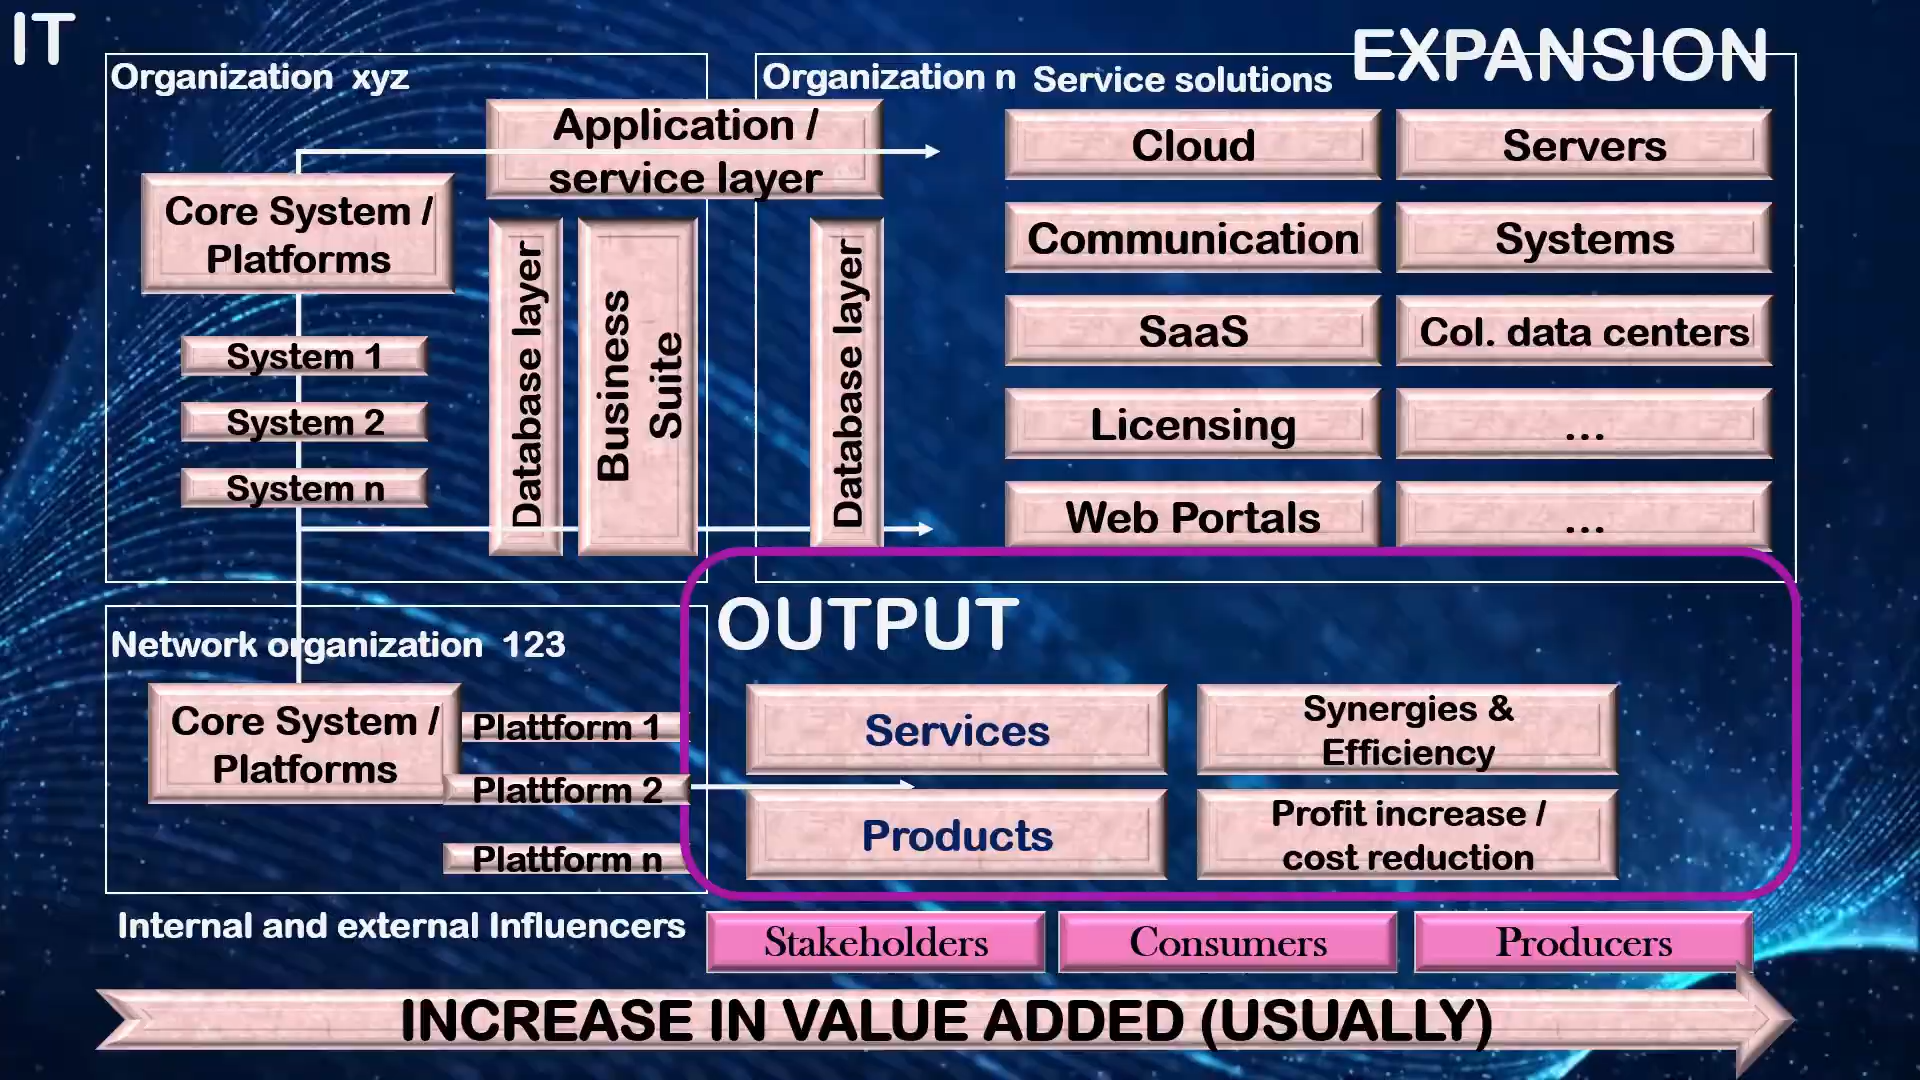 IT
EXPANSION
Organization xyz
Organization n Service solutions
Application /
service layer
Core System /
Platforms
System 1
System 2
System n
Database layer
Business
Suite
Database layer
Cloud
Servers
Communication
Systems
SaaS
Col. data centers
Licensing
...
Web Portals
...
Network organization 123
Core System /
Platforms
Plattform 1
Plattform 2
Plattform n
OUTPUT
Services
Synergies &
Efficiency
Products
Profit increase /
cost reduction
Internal and external Influencers
Stakeholders
Consumers
Producers
INCREASE IN VALUE ADDED (USUALLY)